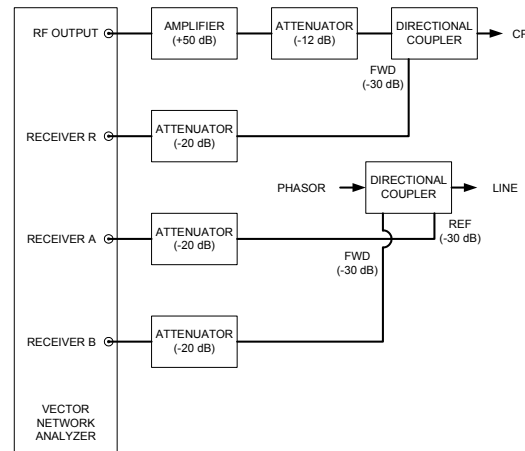 RF OUTPUT
AMPLIFIER
(+50 dB)
ATTENUATOR
(-12 dB)
DIRECTIONAL
COUPLER
FWD
(-30 dB)
RECEIVER R
ATTENUATOR
(-20 dB)
PHASOR
DIRECTIONAL
COUPLER
LINE
RECEIVER A
ATTENUATOR
(-20 dB)
REF
(-30 dB)
FWD
(-30 dB)
RECEIVER B
ATTENUATOR
(-20 dB)
VECTOR
NETWORK
ANALYZER